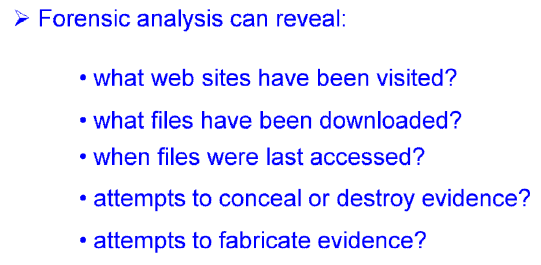 ➢ Forensic analysis can reveal:
• what web sites have been visited?
• what files have been downloaded?
• when files were last accessed?
• attempts to conceal or destroy evidence?
• attempts to fabricate evidence?